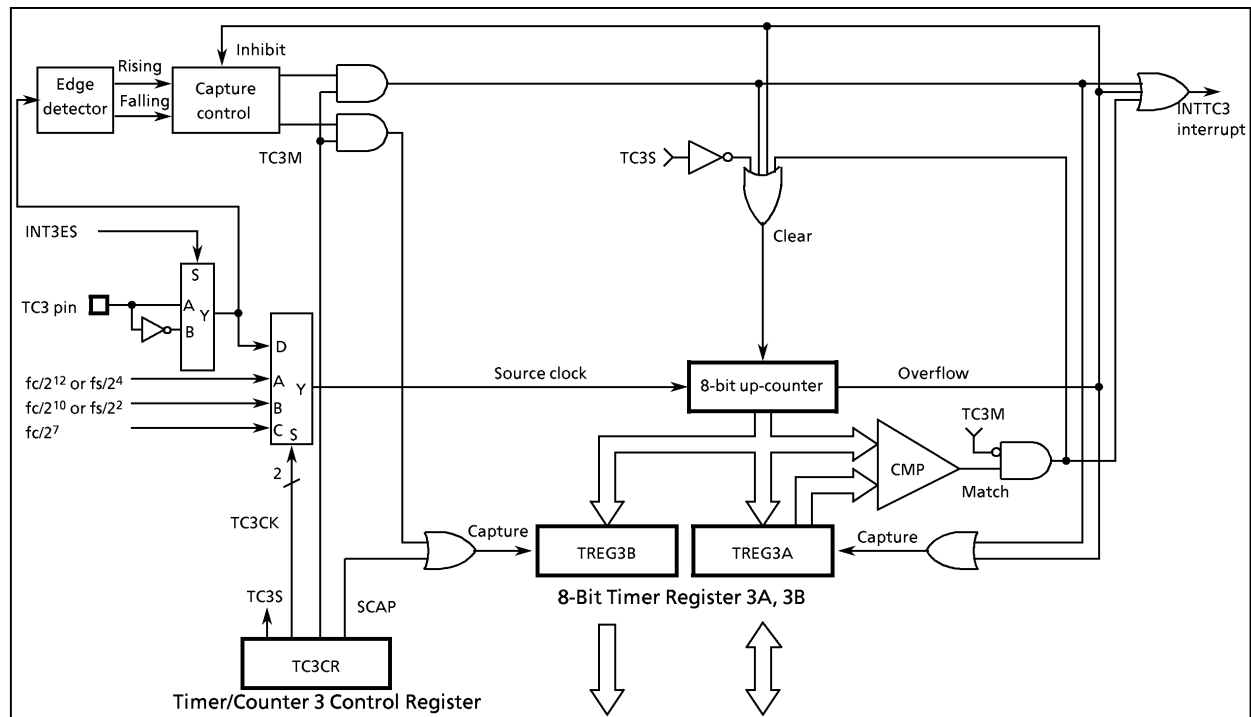 Inhibit
Rising
Edge
detector
Falling
Capture
control
INTTC3
interrupt
TC3M
TC3S
INT3ES
Clear
S
TC3 pin
A
Y
B
D
fc/2¹² or fs/2⁴
A
Y
Source clock
8-bit up-counter
Overflow
fc/2¹⁰ or fs/2²
B
fc/2⁷
C
S
TC3M
2
CMP
Match
TC3CK
Capture
TREG3B
TREG3A
Capture
8-Bit Timer Register 3A, 3B
TC3S
SCAP
TC3CR
Timer/Counter 3 Control Register